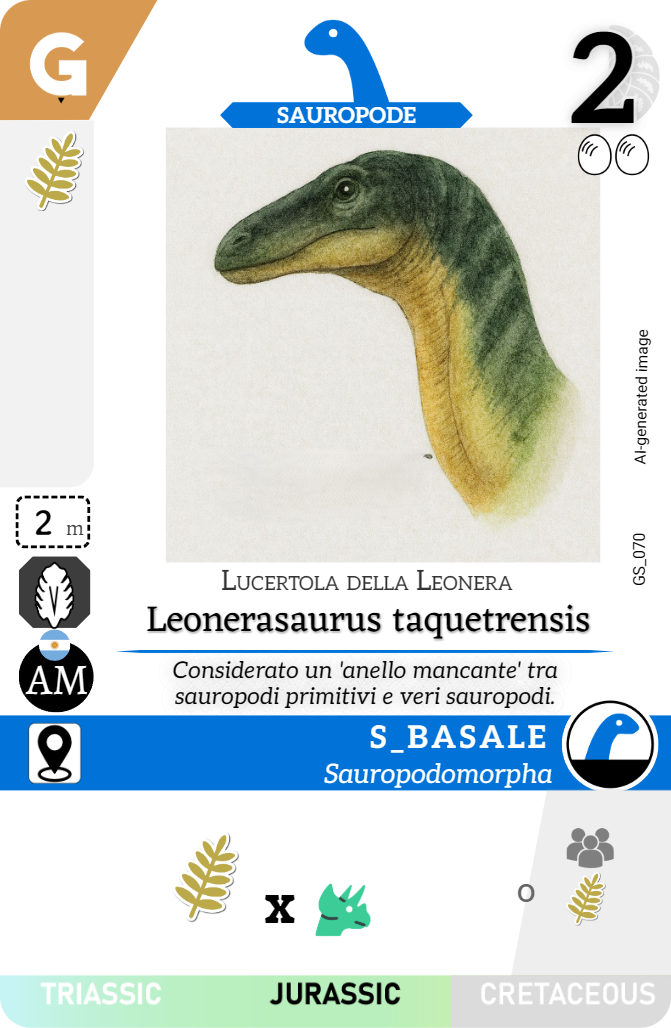 G
SAUROPODE
2
AI-generated image
GS_070
2 m
AM
Lucertola della Leonera
Leonerasaurus taquetrensis
Considerato un 'anello mancante' tra
sauropodi primitivi e veri sauropodi.
S_BASALE
Sauropodomorpha
x
o
TRIASSIC JURASSIC CRETACEOUS